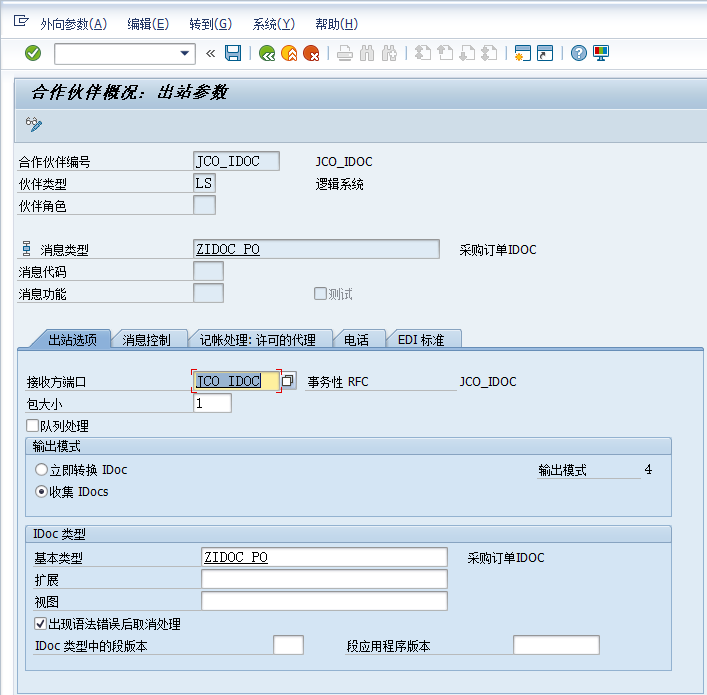 外向参数(A) 编辑(E) 转到(G) 系统(Y) 帮助(H)
合作伙伴概况: 出站参数
合作伙伴编号 JCO_IDOC JCO_IDOC
伙伴类型 LS 逻辑系统
伙伴角色
消息类型 ZIDOC_PO 采购订单IDOC
消息代码
消息功能 测试
出站选项 消息控制 记帐处理: 许可的代理 电话 EDI 标准
接收方端口 JCO_IDOC 事务性 RFC JCO_IDOC
包大小 1
队列处理
输出模式
立即转换 IDoc 输出模式 4
收集 IDocs
IDoc 类型
基本类型 ZIDOC_PO 采购订单IDOC
扩展
视图
出现语法错误后取消处理
IDoc 类型中的段版本 段应用程序版本